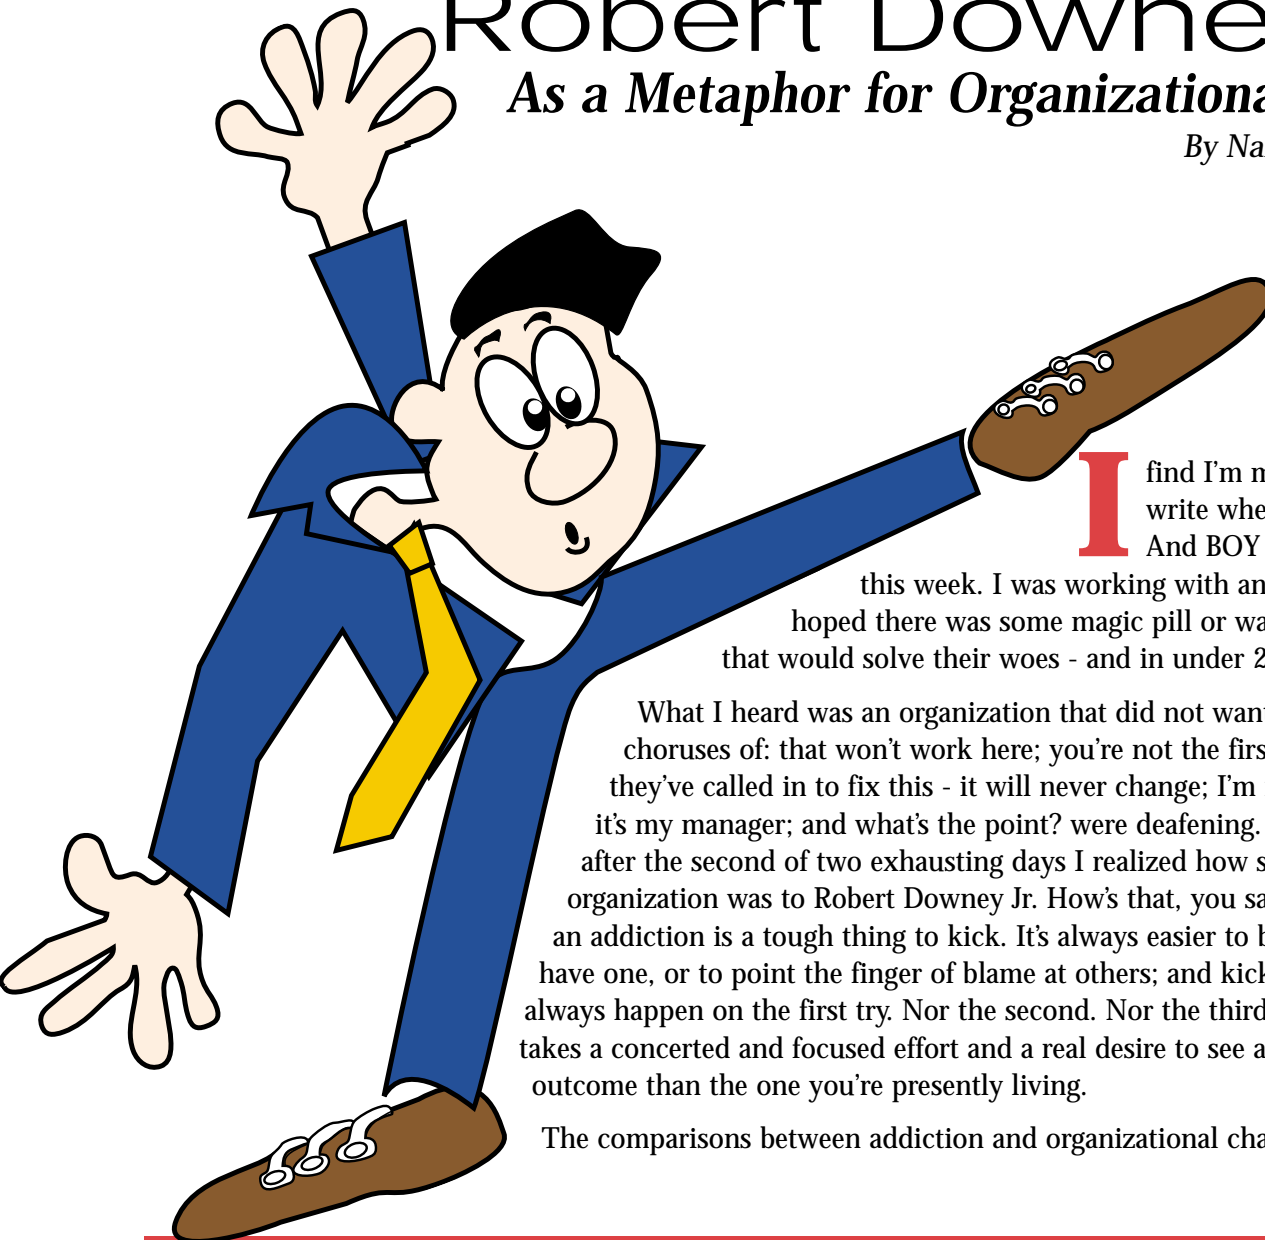 Robert Downe
As a Metaphor for Organizationa
By Na
I find I’m m
write whe
And BOY
this week. I was working with an
hoped there was some magic pill or wa
that would solve their woes - and in under 2
What I heard was an organization that did not want
choruses of: that won’t work here; you’re not the firs
they’ve called in to fix this - it will never change; I’m
it’s my manager; and what’s the point? were deafening.
after the second of two exhausting days I realized how s
organization was to Robert Downey Jr. How’s that, you sa
an addiction is a tough thing to kick. It’s always easier to b
have one, or to point the finger of blame at others; and kick
always happen on the first try. Nor the second. Nor the third
takes a concerted and focused effort and a real desire to see a
outcome than the one you’re presently living.
The comparisons between addiction and organizational cha